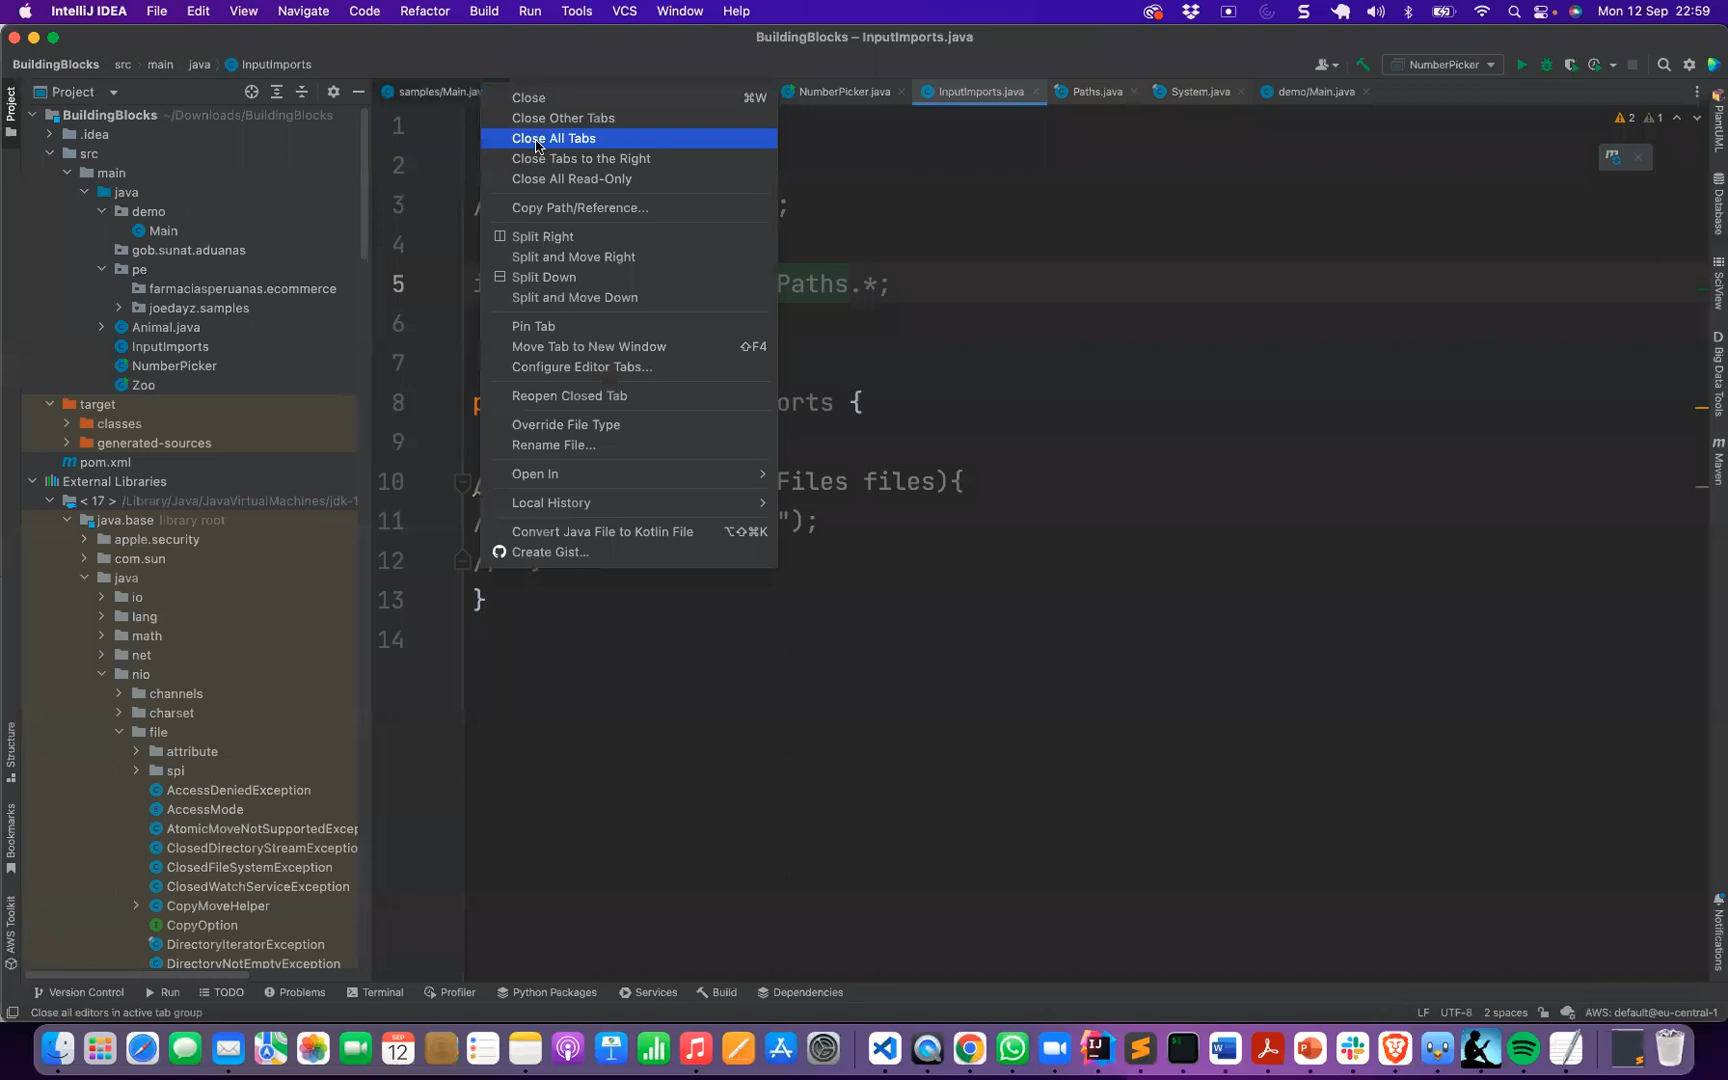 IntelliJ IDEA File Edit View Navigate Code Refactor Build Run Tools VCS Window Help Mon 12 Sep 22:59
BuildingBlocks – InputImports.java
BuildingBlocks src main java InputImports NumberPicker
Project samples/Main.jav NumberPicker.java InputImports.java Paths.java System.java demo/Main.java
BuildingBlocks ~/Downloads/BuildingBlocks
.idea
src
main
java
demo
Main
gob.sunat.aduanas
pe
farmaciasperuanas.ecommerce
joedayz.samples
Animal.java
InputImports
NumberPicker
Zoo
target
classes
generated-sources
pom.xml
External Libraries
< 17 > /Library/Java/JavaVirtualMachines/jdk-1
java.base library root
apple.security
com.sun
java
io
lang
math
net
nio
channels
charset
file
attribute
spi
AccessDeniedException
AccessMode
AtomicMoveNotSupportedExcep
ClosedDirectoryStreamExceptio
ClosedFileSystemException
ClosedWatchServiceException
CopyMoveHelper
CopyOption
DirectoryIteratorException
DirectoryNotEmptyException
Close ⌘W
Close Other Tabs
Close All Tabs
Close Tabs to the Right
Close All Read-Only
Copy Path/Reference...
Split Right
Split and Move Right
Split Down
Split and Move Down
Pin Tab
Move Tab to New Window ⇧F4
Configure Editor Tabs...
Reopen Closed Tab
Override File Type
Rename File...
Open In
Local History
Convert Java File to Kotlin File ⌥⇧⌘K
Create Gist...
1
2
3 / ;
4
5 Paths.*;
6
7
8 p orts {
9
10 Files files){
11 / ");
12
13 }
14
2 1
Project
Structure
Bookmarks
AWS Toolkit
PlantUML
Database
SciView
Big Data Tools
Maven
Notifications
Version Control Run TODO Problems Terminal Profiler Python Packages Services Build Dependencies
Close all editors in active tab group LF UTF-8 2 spaces AWS: default@eu-central-1
SEP
12